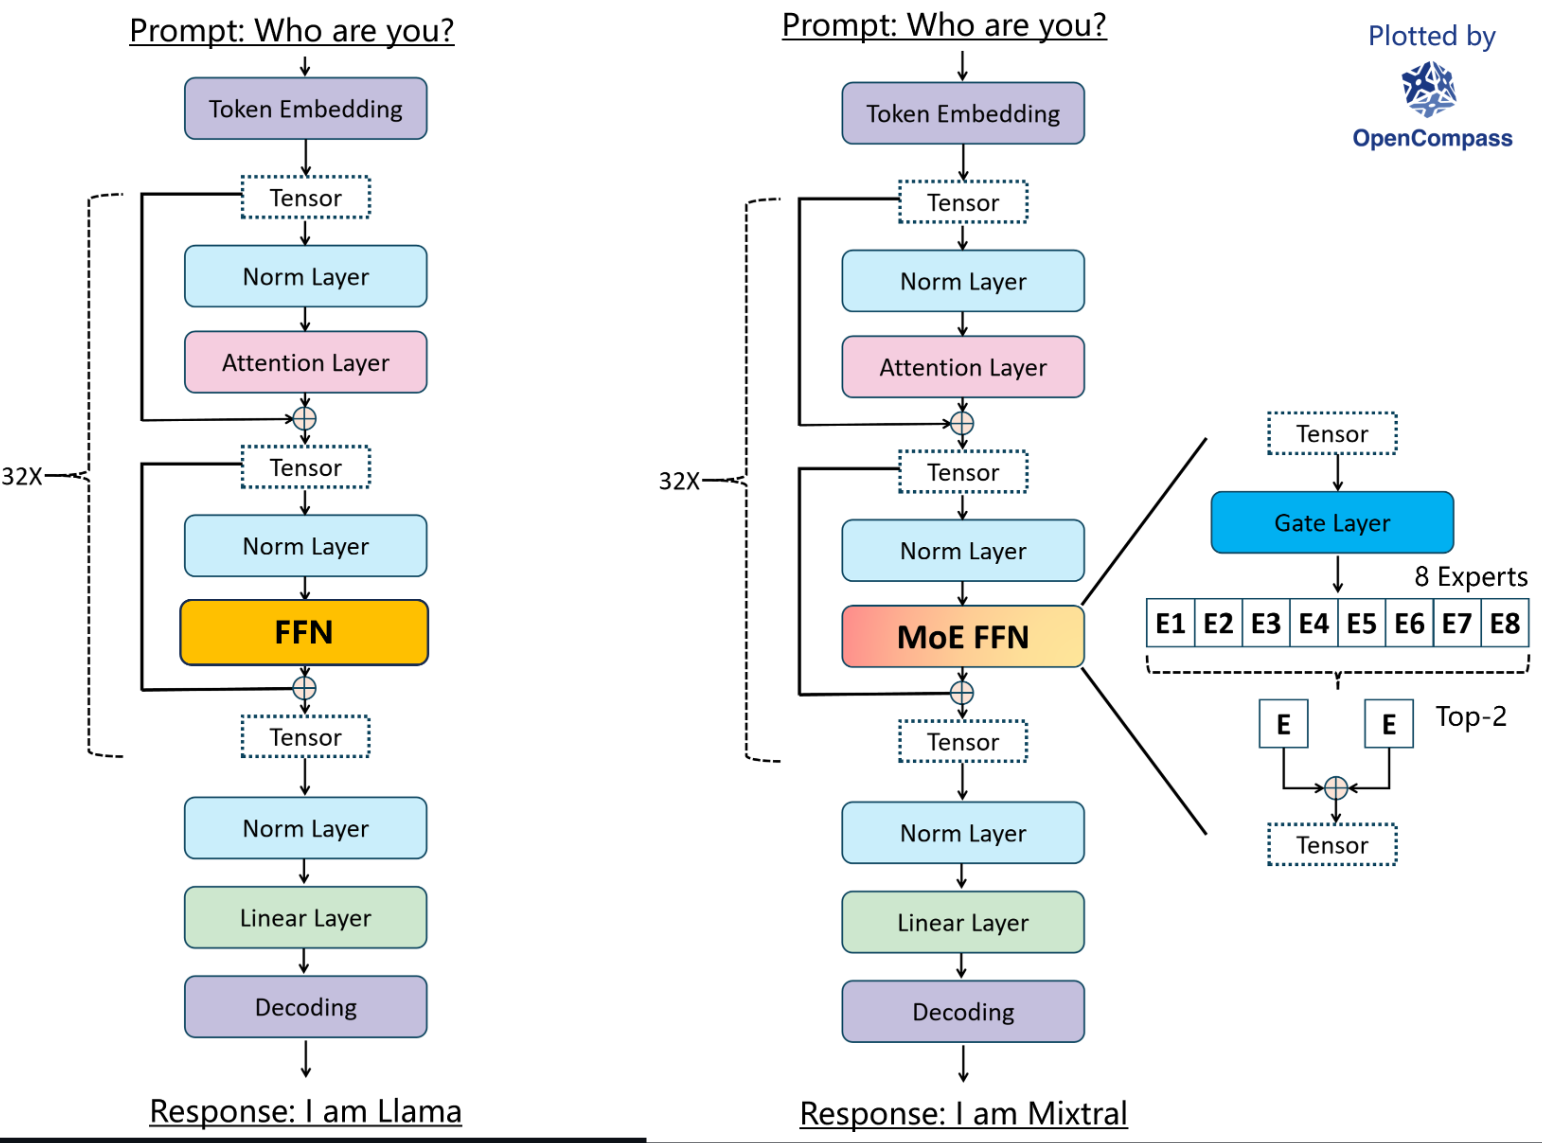 Prompt: Who are you?
Token Embedding
Tensor
Norm Layer
Attention Layer
Tensor
32X
Norm Layer
FFN
Tensor
Norm Layer
Linear Layer
Decoding
Response: I am Llama
Prompt: Who are you?
Token Embedding
Tensor
Norm Layer
Attention Layer
Tensor
32X
Norm Layer
MoE FFN
Tensor
Norm Layer
Linear Layer
Decoding
Response: I am Mixtral
Plotted by
OpenCompass
Tensor
Gate Layer
8 Experts
E1 E2 E3 E4 E5 E6 E7 E8
E E Top-2
Tensor